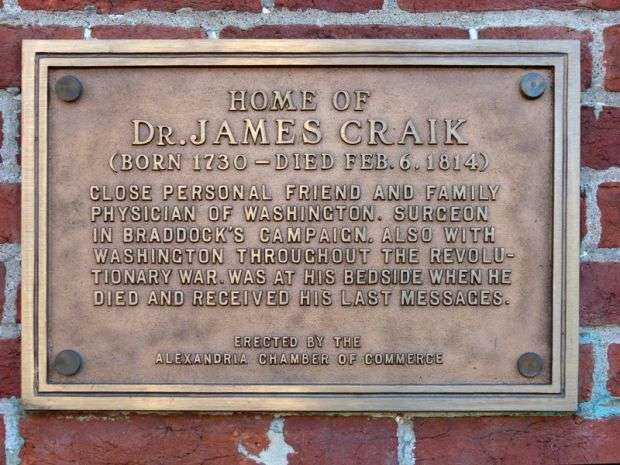 HOME OF
DR. JAMES CRAIK
(BORN 1730 – DIED FEB. 6, 1814)
CLOSE PERSONAL FRIEND AND FAMILY
PHYSICIAN OF WASHINGTON. SURGEON
IN BRADDOCK'S CAMPAIGN, ALSO WITH
WASHINGTON THROUGHOUT THE REVOLU-
TIONARY WAR. WAS AT HIS BEDSIDE WHEN HE
DIED AND RECEIVED HIS LAST MESSAGES.
ERECTED BY THE
ALEXANDRIA CHAMBER OF COMMERCE